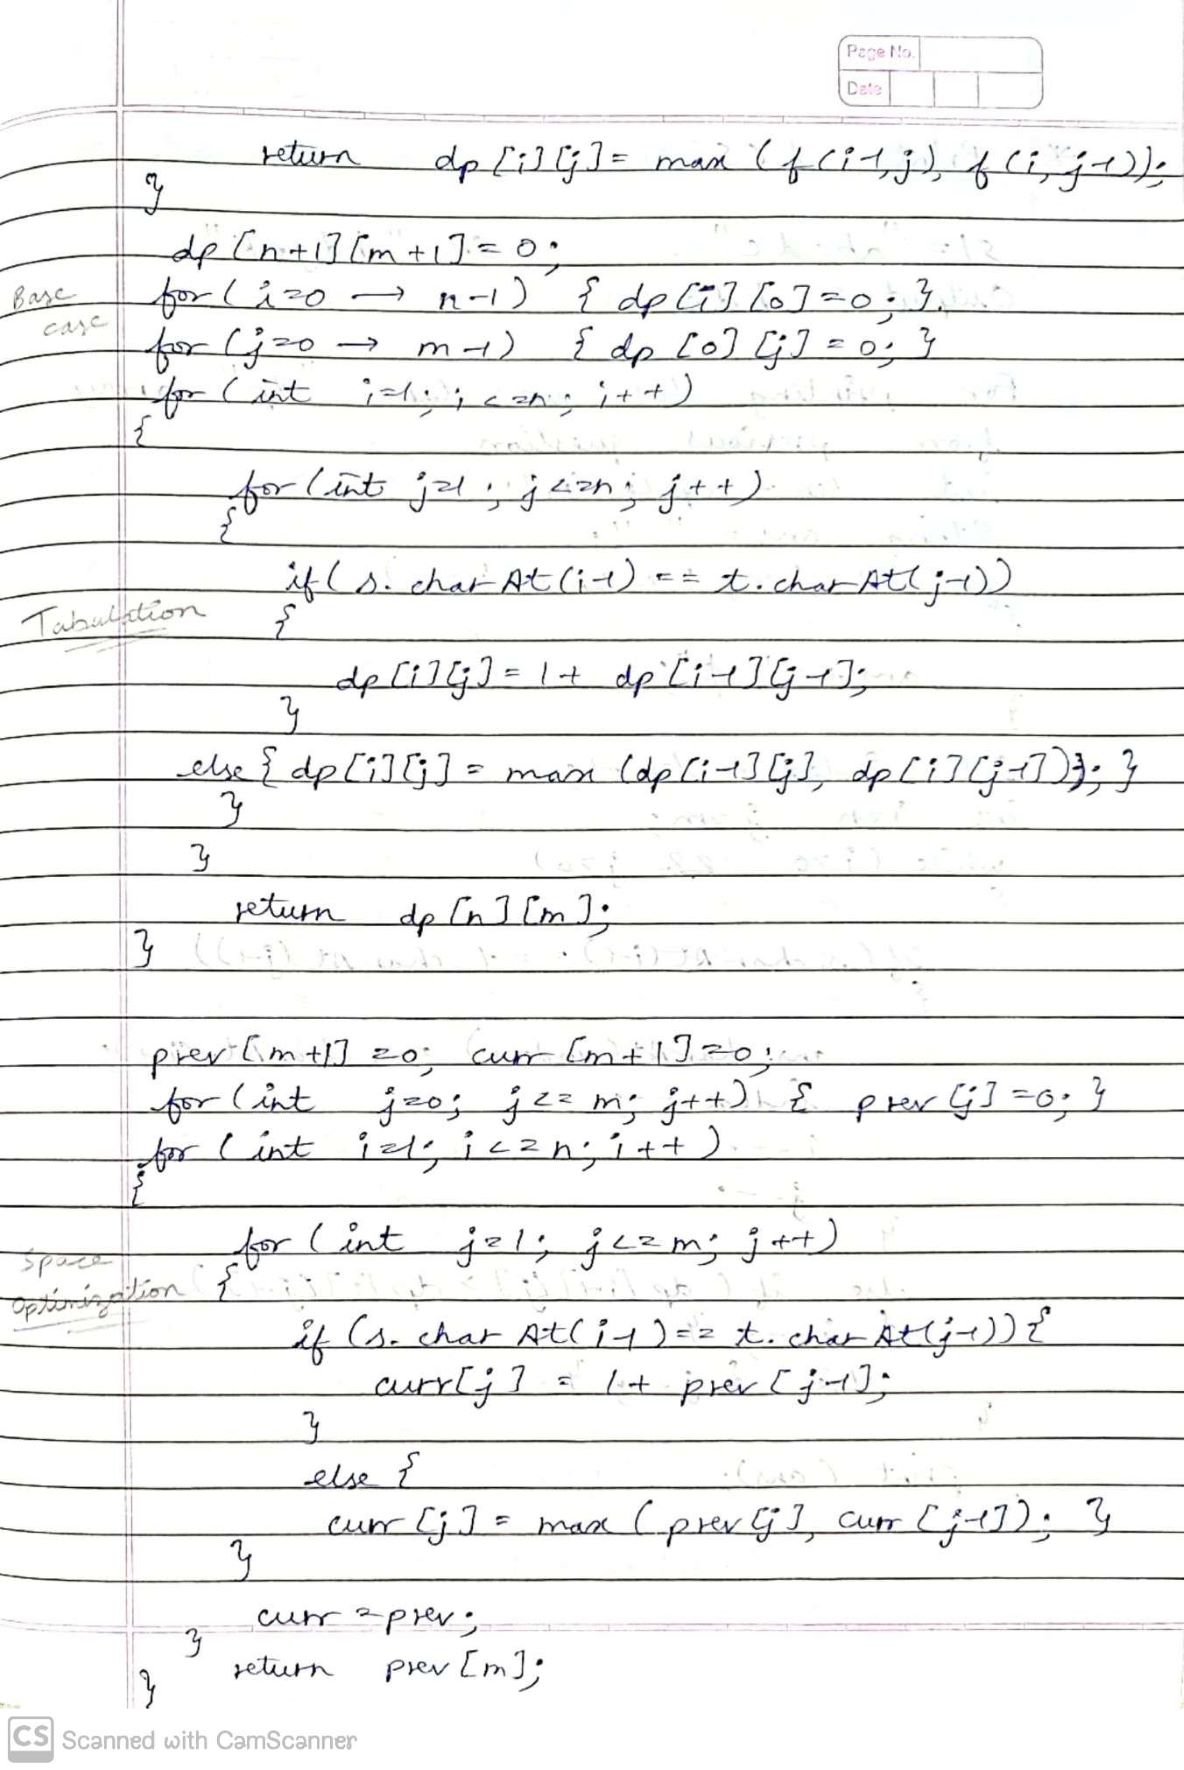 Page No.
Date
return dp[i][j] = max (f(i-1,j), f(i, j-1));
}
dp[n+1][m+1] = 0;
Base case
for (i=0 → n-1) { dp[i][0]=0; }.
for (j=0 → m-1) { dp[0][j] = 0; }
for (int i=1; i<=n; i++)
{
for (int j=1; j<=n; j++)
{
if (s.charAt(i-1) == t.charAt(j-1))
Tabulation
{
dp[i][j] = 1+ dp[i-1][j-1];
}
else { dp[i][j] = max (dp[i-1][j], dp[i][j-1]); }
}
}
return dp[n][m];
}
prev[m+1] =0; curr[m+1]=0;
for (int j=0; j<= m; j++) { prev[j] =0; }
for (int i=1; i<=n; i++)
{
for (int j=1; j<=m; j++)
Space Optimization
{
if (s.charAt(i-1) == t.charAt(j-1)) {
curr[j] = 1+ prev[j-1];
}
else {
curr[j] = max (prev[j], curr[j-1]); }
}
curr = prev;
}
return prev[m];
}
CS Scanned with CamScanner